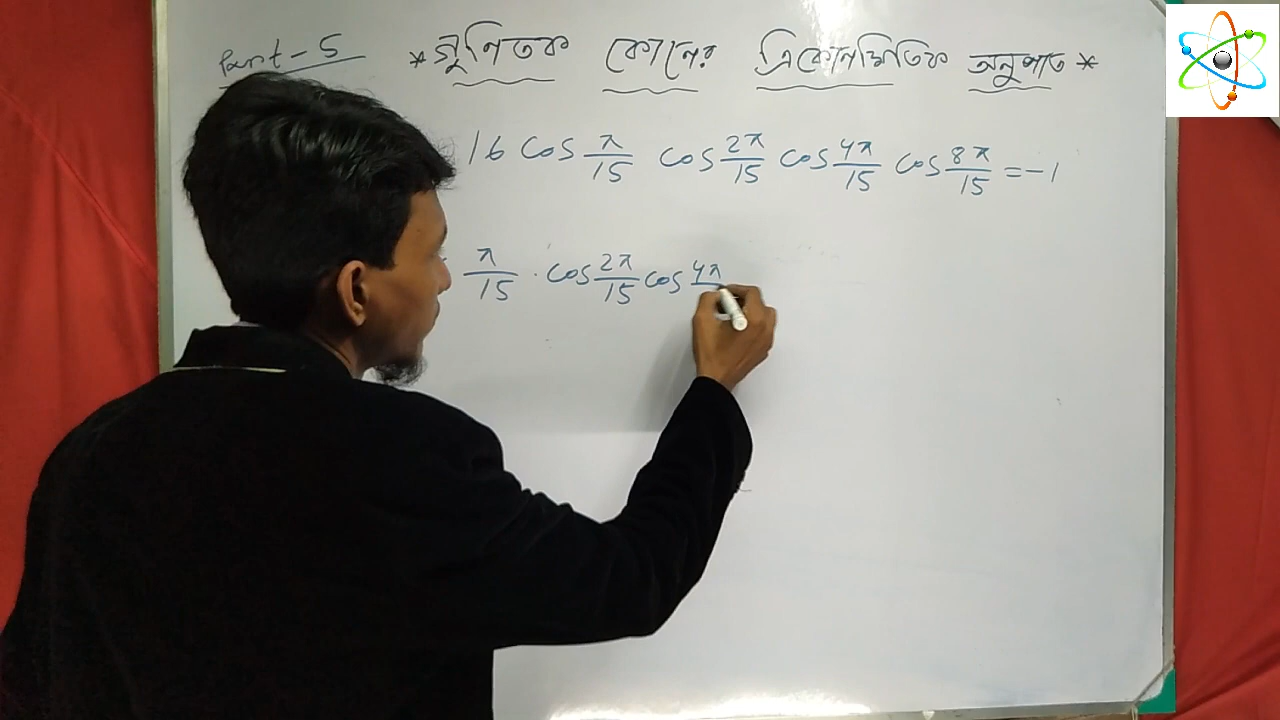 Part-5 *গুণিতক কোনের ত্রিকোনমিতিক অনুপাত*
16 cos π/15 cos 2π/15 cos 4π/15 cos 8π/15 = -1
π/15 . cos 2π/15 cos 4π